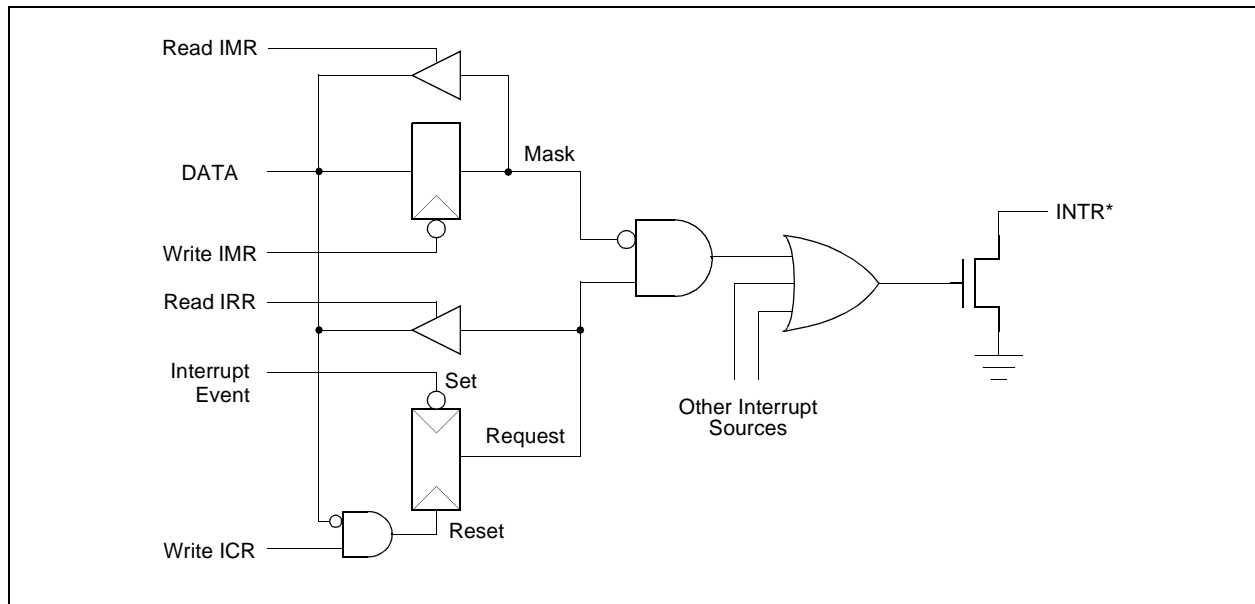 Read IMR
DATA
Mask
Write IMR
INTR*
Read IRR
Interrupt
Event
Set
Request
Other Interrupt
Sources
Reset
Write ICR